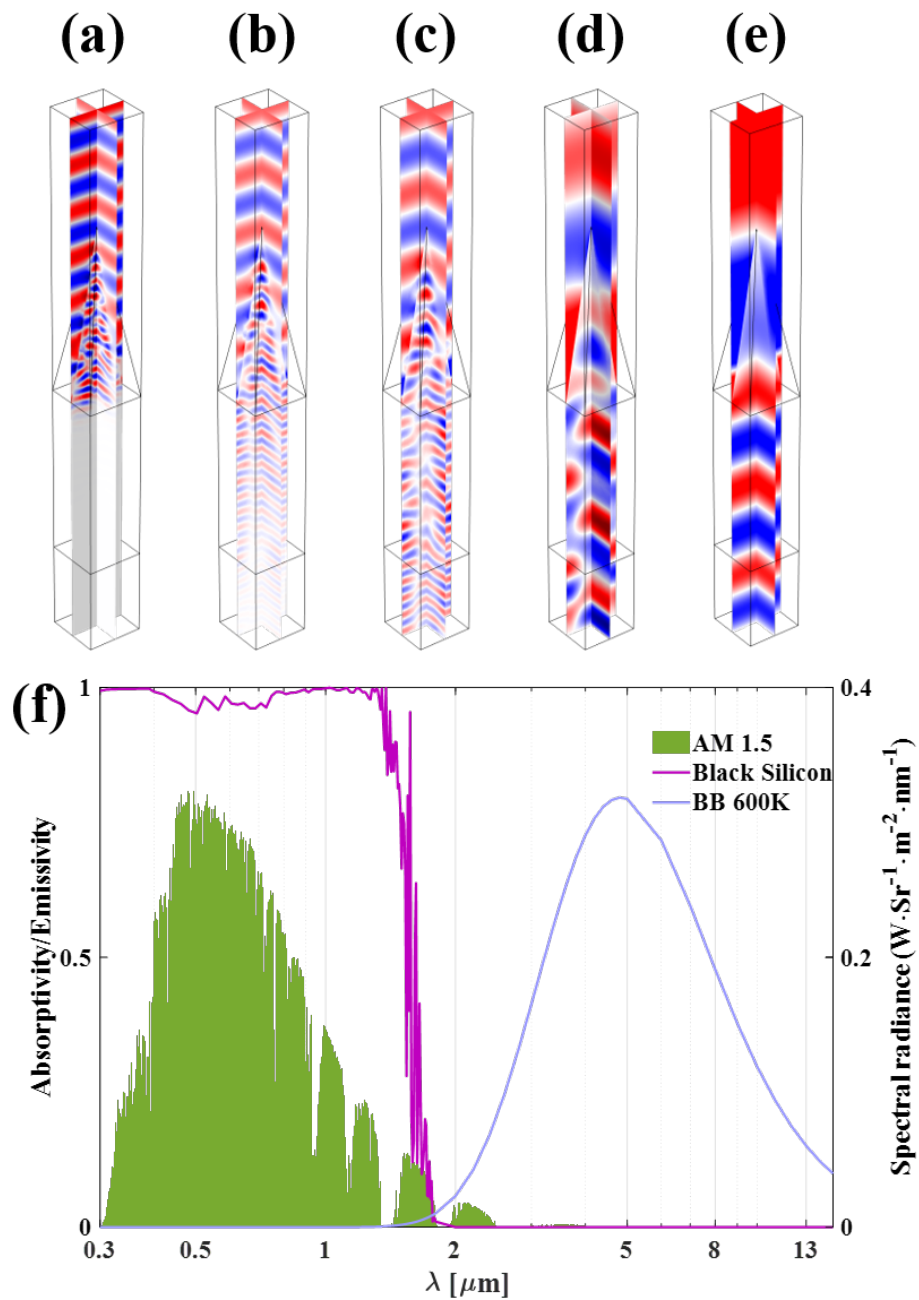 (a) (b) (c) (d) (e)
(f)
1
0.5
0
Absorptivity/Emissivity
0.4
0.2
0
Spectral radiance (W·Sr⁻¹·m⁻²·nm⁻¹)
AM 1.5
Black Silicon
BB 600K
0.3 0.5 1 2 5 8 13
λ [μm]